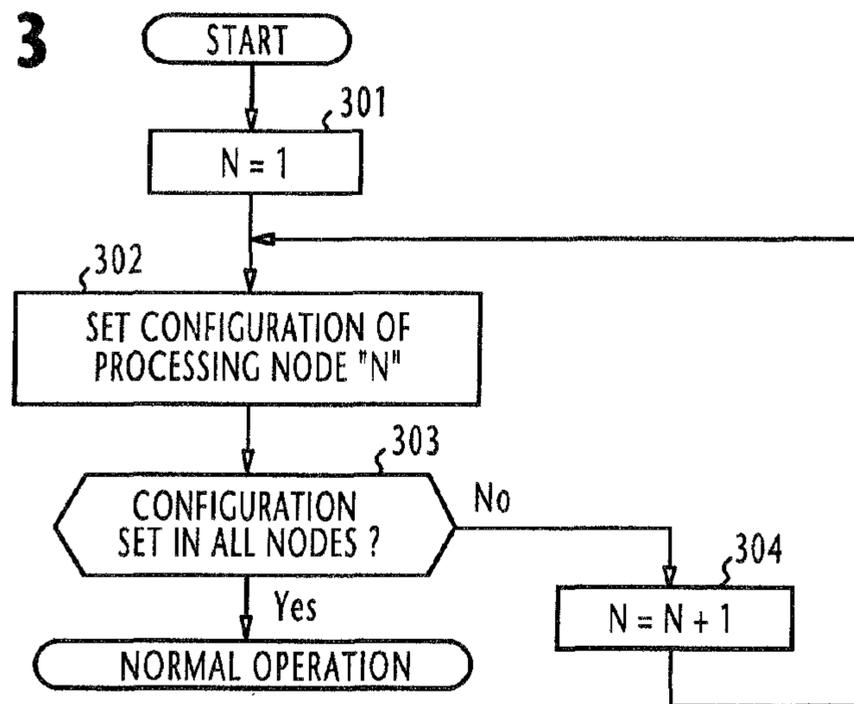 3
START
301
N = 1
302
SET CONFIGURATION OF
PROCESSING NODE "N"
303
CONFIGURATION
SET IN ALL NODES ?
No
304
Yes
N = N + 1
NORMAL OPERATION